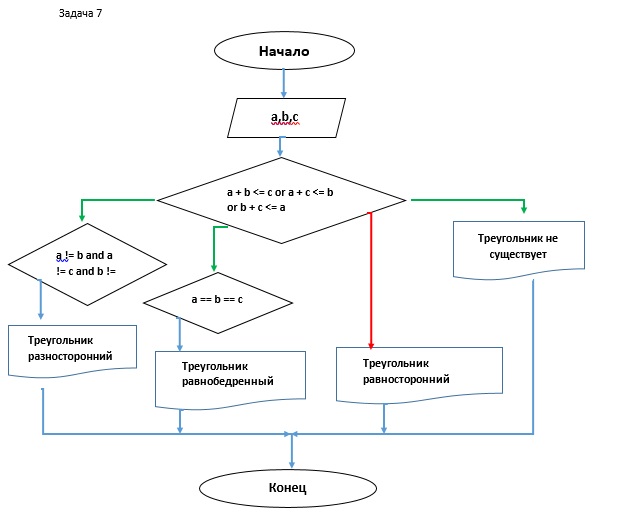 Задача 7
Начало
a,b,c
a + b <= c or a + c <= b
or b + c <= a
Треугольник не
существует
a != b and a
!= c and b !=
a == b == c
Треугольник
разносторонний
Треугольник
равнобедренный
Треугольник
равносторонний
Конец